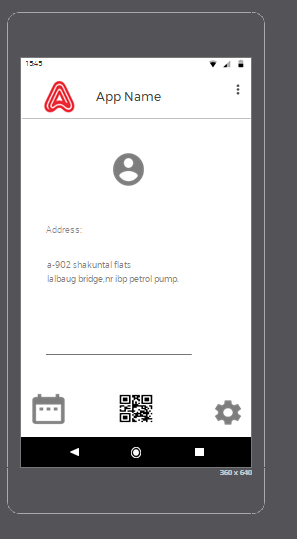 15:45
App Name
Address:
a-902 shakuntal flats
lalbaug bridge,nr ibp petrol pump.
360 x 640